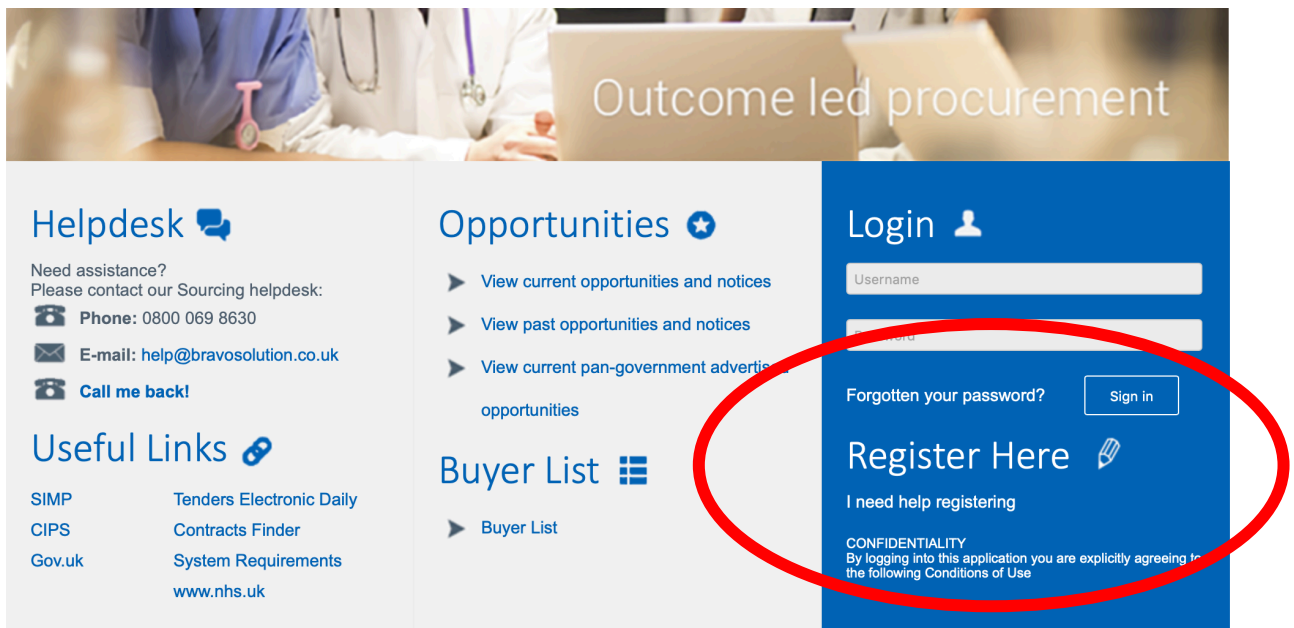 Outcome led procurement
Helpdesk
Need assistance?
Please contact our Sourcing helpdesk:
Phone: 0800 069 8630
E-mail: help@bravosolution.co.uk
Call me back!
Useful Links
SIMP
Tenders Electronic Daily
CIPS
Contracts Finder
Gov.uk
System Requirements
www.nhs.uk
Opportunities
View current opportunities and notices
View past opportunities and notices
View current pan-government advertised
opportunities
Buyer List
Buyer List
Login
Username
Password
Forgotten your password?
Sign in
Register Here
I need help registering
CONFIDENTIALITY
By logging into this application you are explicitly agreeing to
the following Conditions of Use